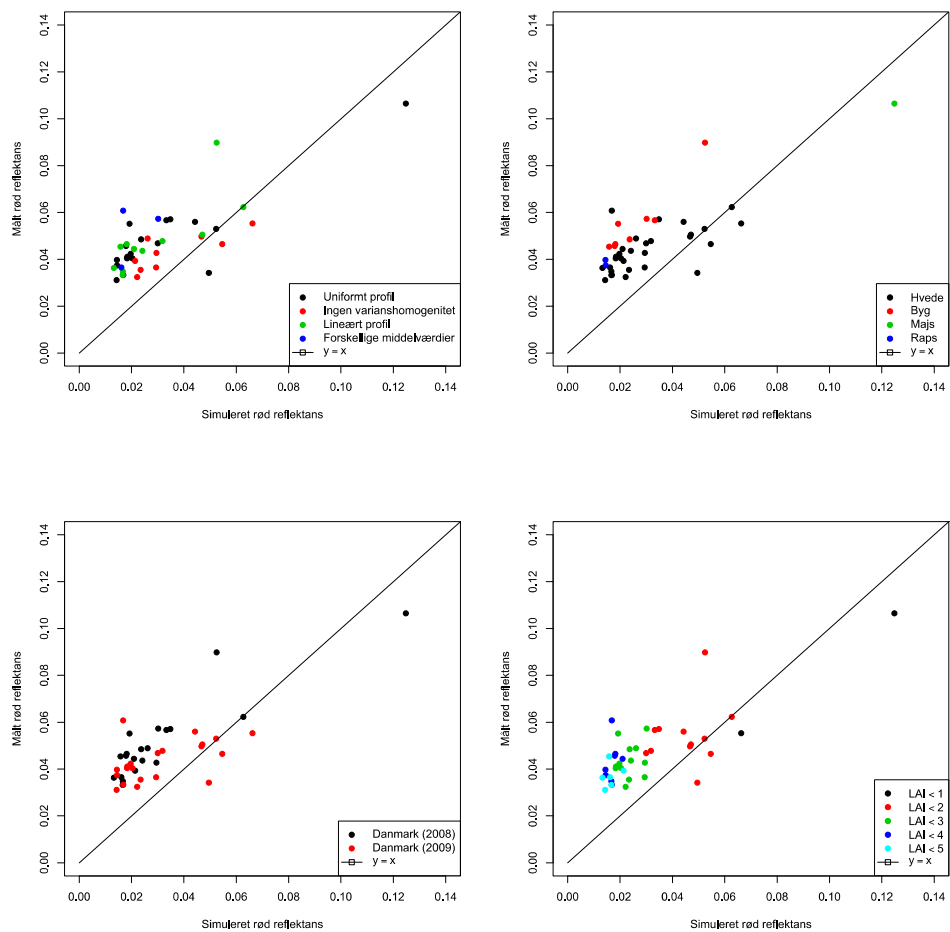 0.14
0.12
0.10
0.08
0.06
0.04
0.02
0.00
Målt rød reflektans
Uniformt profil
Ingen varianshomogenitet
Lineært profil
Forskellige middelværdier
y = x
0.00 0.02 0.04 0.06 0.08 0.10 0.12 0.14
Simuleret rød reflektans
0.14
0.12
0.10
0.08
0.06
0.04
0.02
0.00
Målt rød reflektans
Hvede
Byg
Majs
Raps
y = x
0.00 0.02 0.04 0.06 0.08 0.10 0.12 0.14
Simuleret rød reflektans
0.14
0.12
0.10
0.08
0.06
0.04
0.02
0.00
Målt rød reflektans
Danmark (2008)
Danmark (2009)
y = x
0.00 0.02 0.04 0.06 0.08 0.10 0.12 0.14
Simuleret rød reflektans
0.14
0.12
0.10
0.08
0.06
0.04
0.02
0.00
Målt rød reflektans
LAI < 1
LAI < 2
LAI < 3
LAI < 4
LAI < 5
y = x
0.00 0.02 0.04 0.06 0.08 0.10 0.12 0.14
Simuleret rød reflektans